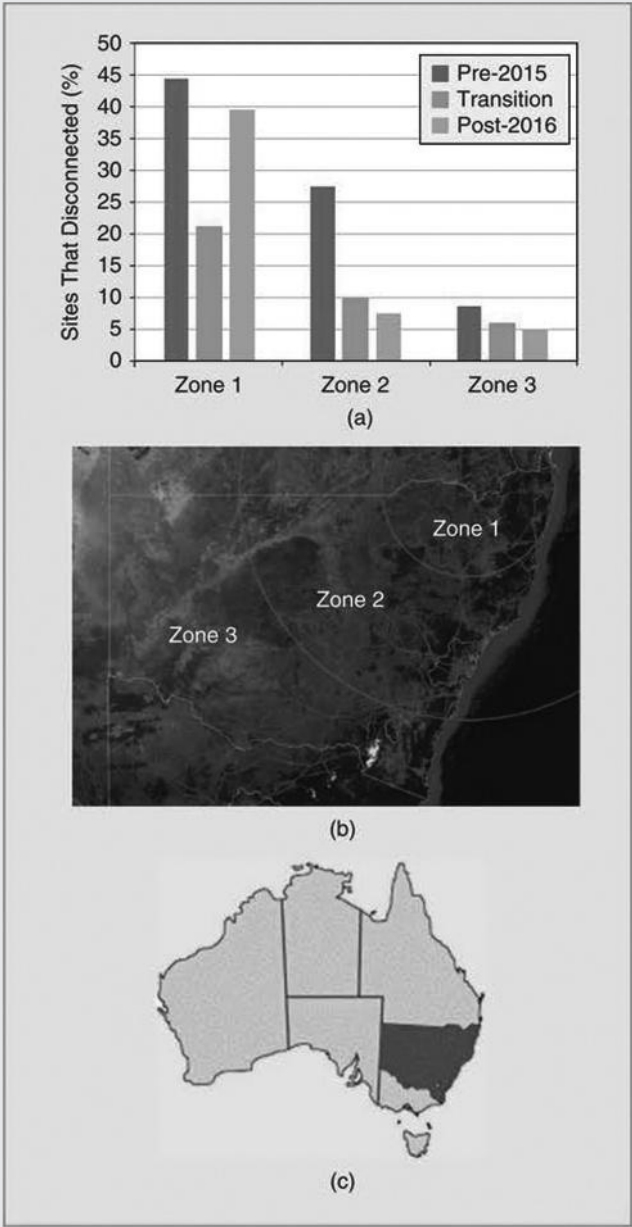 50
45
40
35
30
25
20
15
10
5
0
Sites That Disconnected (%)
Pre-2015
Transition
Post-2016
Zone 1
Zone 2
Zone 3
(a)
Zone 1
Zone 2
Zone 3
(b)
(c)